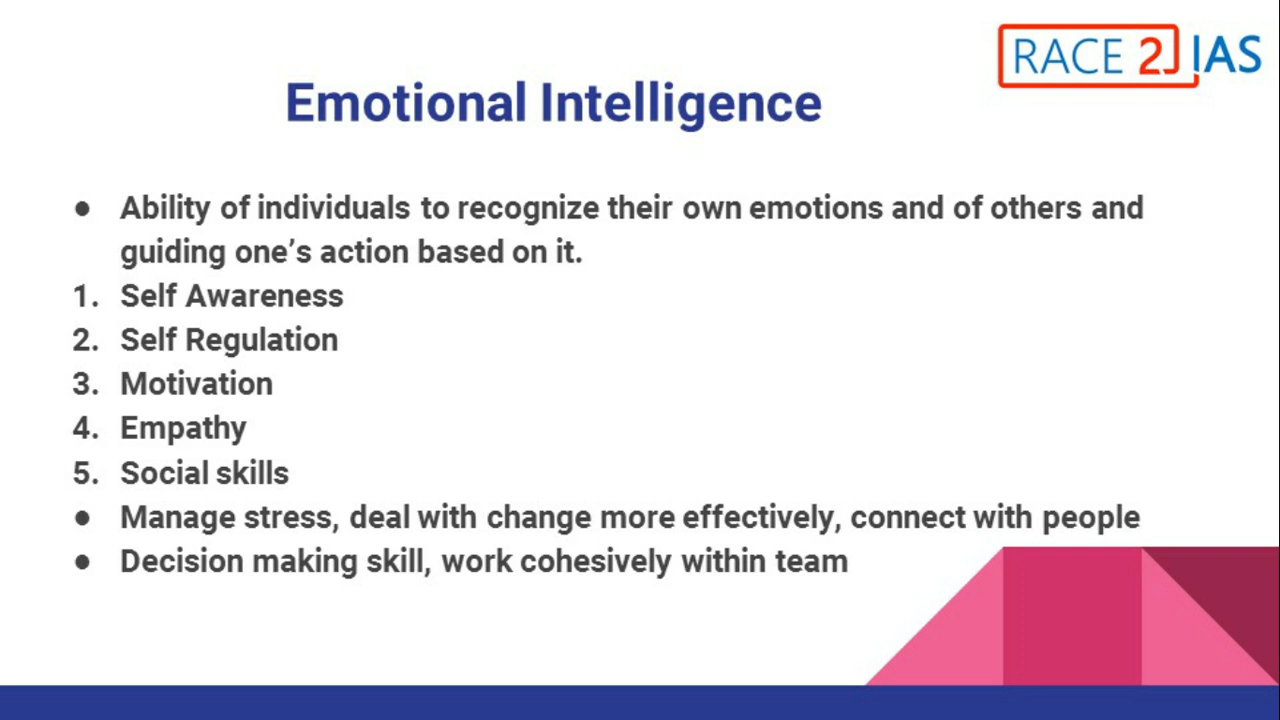 RACE 2 IAS
Emotional Intelligence
● Ability of individuals to recognize their own emotions and of others and
guiding one’s action based on it.
1. Self Awareness
2. Self Regulation
3. Motivation
4. Empathy
5. Social skills
● Manage stress, deal with change more effectively, connect with people
● Decision making skill, work cohesively within team